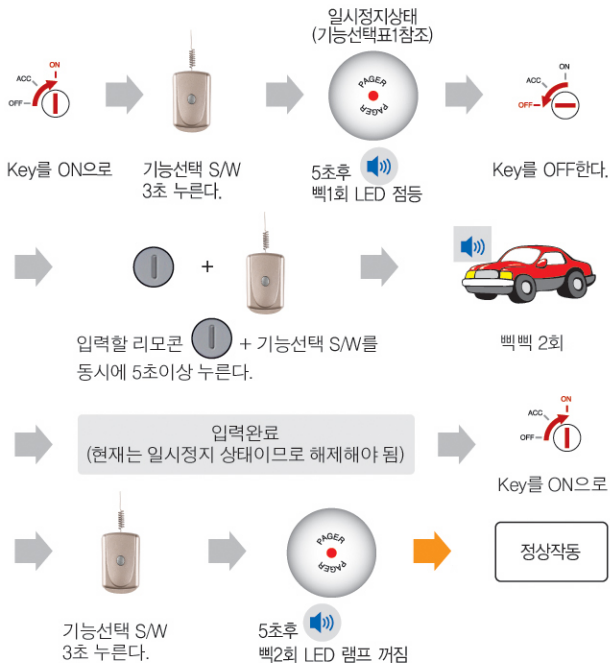 일시정지상태
(기능선택표1참조)
ON
ACC
OFF
PAGER
PAGER
ON
ACC
OFF
Key를 ON으로
기능선택 S/W
3초 누른다.
5초후
삑1회 LED 점등
Key를 OFF한다.
+
입력할 리모콘 + 기능선택 S/W를
동시에 5초이상 누른다.
삑삑 2회
입력완료
(현재는 일시정지 상태이므로 해제해야 됨)
ON
ACC
OFF
Key를 ON으로
PAGER
PAGER
정상작동
기능선택 S/W
3초 누른다.
5초후
삑2회 LED 램프 꺼짐